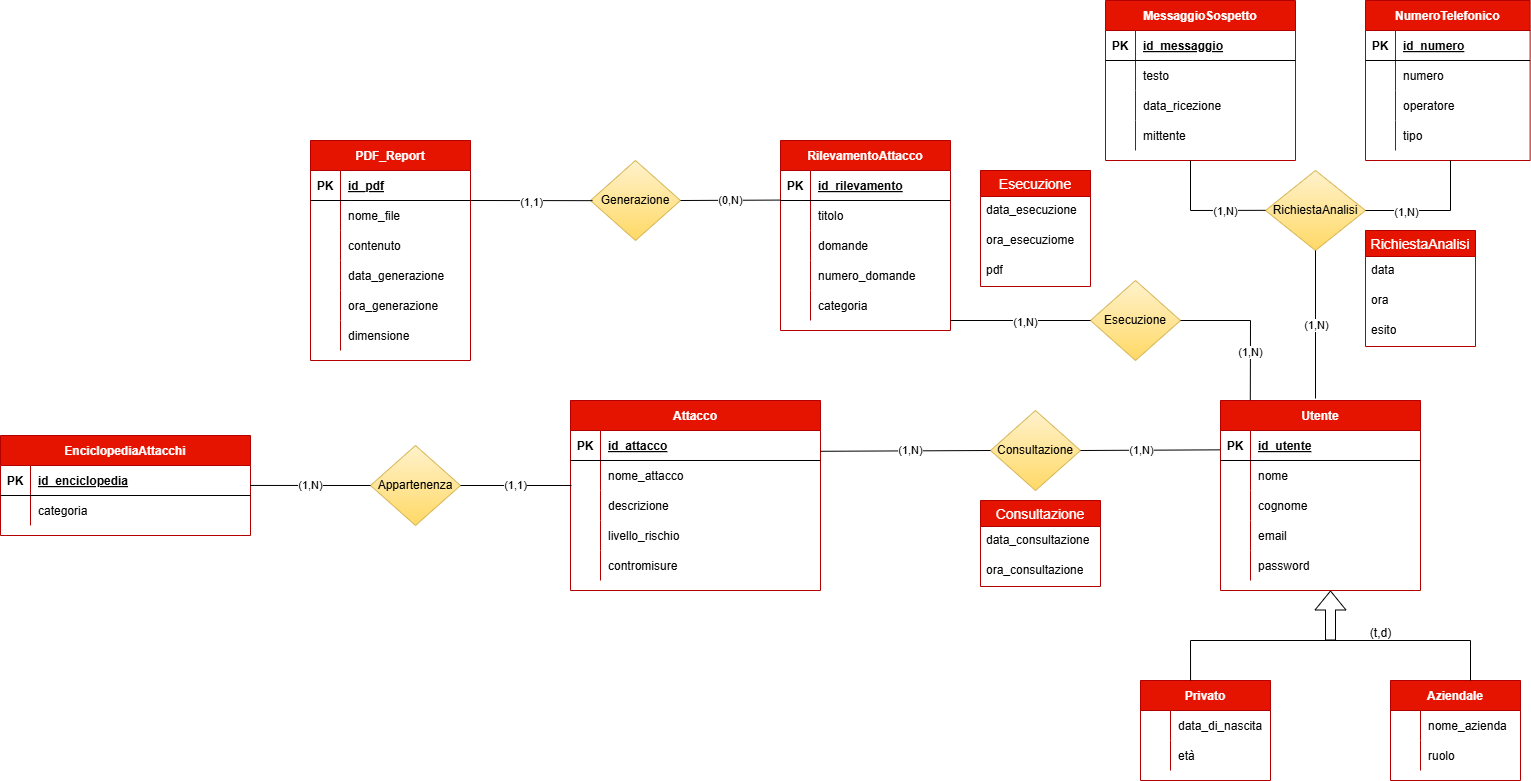 MessaggioSospetto
PK id_messaggio
testo
data_ricezione
mittente
NumeroTelefonico
PK id_numero
numero
operatore
tipo
PDF_Report
PK id_pdf
nome_file
contenuto
data_generazione
ora_generazione
dimensione
(1,1)
Generazione
(0,N)
RilevamentoAttacco
PK id_rilevamento
titolo
domande
numero_domande
categoria
Esecuzione
data_esecuzione
ora_esecuziome
pdf
(1,N)
RichiestaAnalisi
(1,N)
RichiestaAnalisi
data
ora
esito
(1,N)
(1,N)
Esecuzione
(1,N)
EnciclopediaAttacchi
PK id_enciclopedia
categoria
(1,N)
Appartenenza
(1,1)
Attacco
PK id_attacco
nome_attacco
descrizione
livello_rischio
contromisure
(1,N)
Consultazione
(1,N)
Consultazione
data_consultazione
ora_consultazione
Utente
PK id_utente
nome
cognome
email
password
(t,d)
Privato
data_di_nascita
età
Aziendale
nome_azienda
ruolo